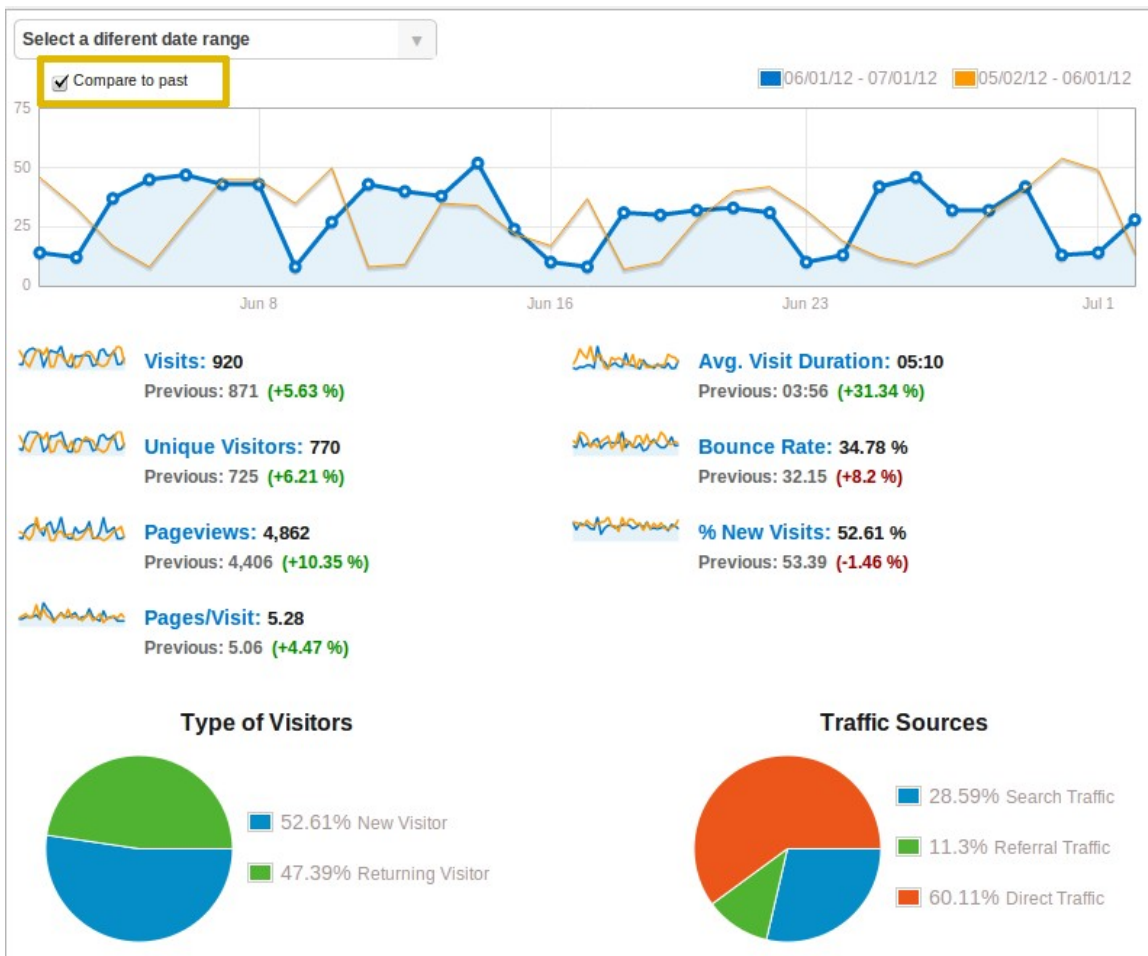 Select a diferent date range
Compare to past
06/01/12 - 07/01/12 05/02/12 - 06/01/12
75
50
25
0
Jun 8 Jun 16 Jun 23 Jul 1
Visits: 920
Previous: 871 (+5.63 %)
Avg. Visit Duration: 05:10
Previous: 03:56 (+31.34 %)
Unique Visitors: 770
Previous: 725 (+6.21 %)
Bounce Rate: 34.78 %
Previous: 32.15 (+8.2 %)
Pageviews: 4,862
Previous: 4,406 (+10.35 %)
% New Visits: 52.61 %
Previous: 53.39 (-1.46 %)
Pages/Visit: 5.28
Previous: 5.06 (+4.47 %)
Type of Visitors
52.61% New Visitor
47.39% Returning Visitor
Traffic Sources
28.59% Search Traffic
11.3% Referral Traffic
60.11% Direct Traffic